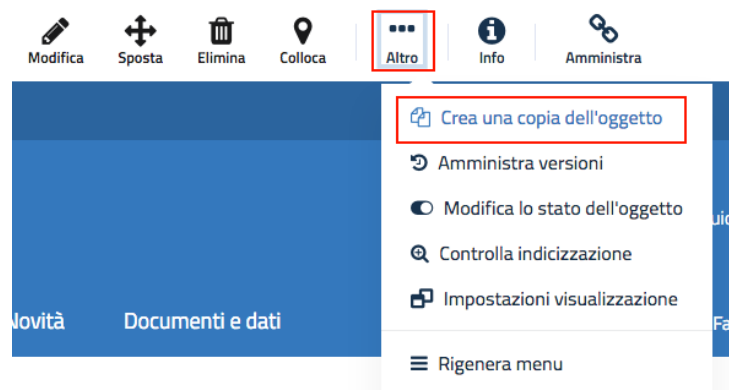 Modifica Sposta Elimina Colloca Altro Info Amministra
Crea una copia dell'oggetto
Amministra versioni
Modifica lo stato dell'oggetto
Controlla indicizzazione
Impostazioni visualizzazione
Novità Documenti e dati
Rigenera menu